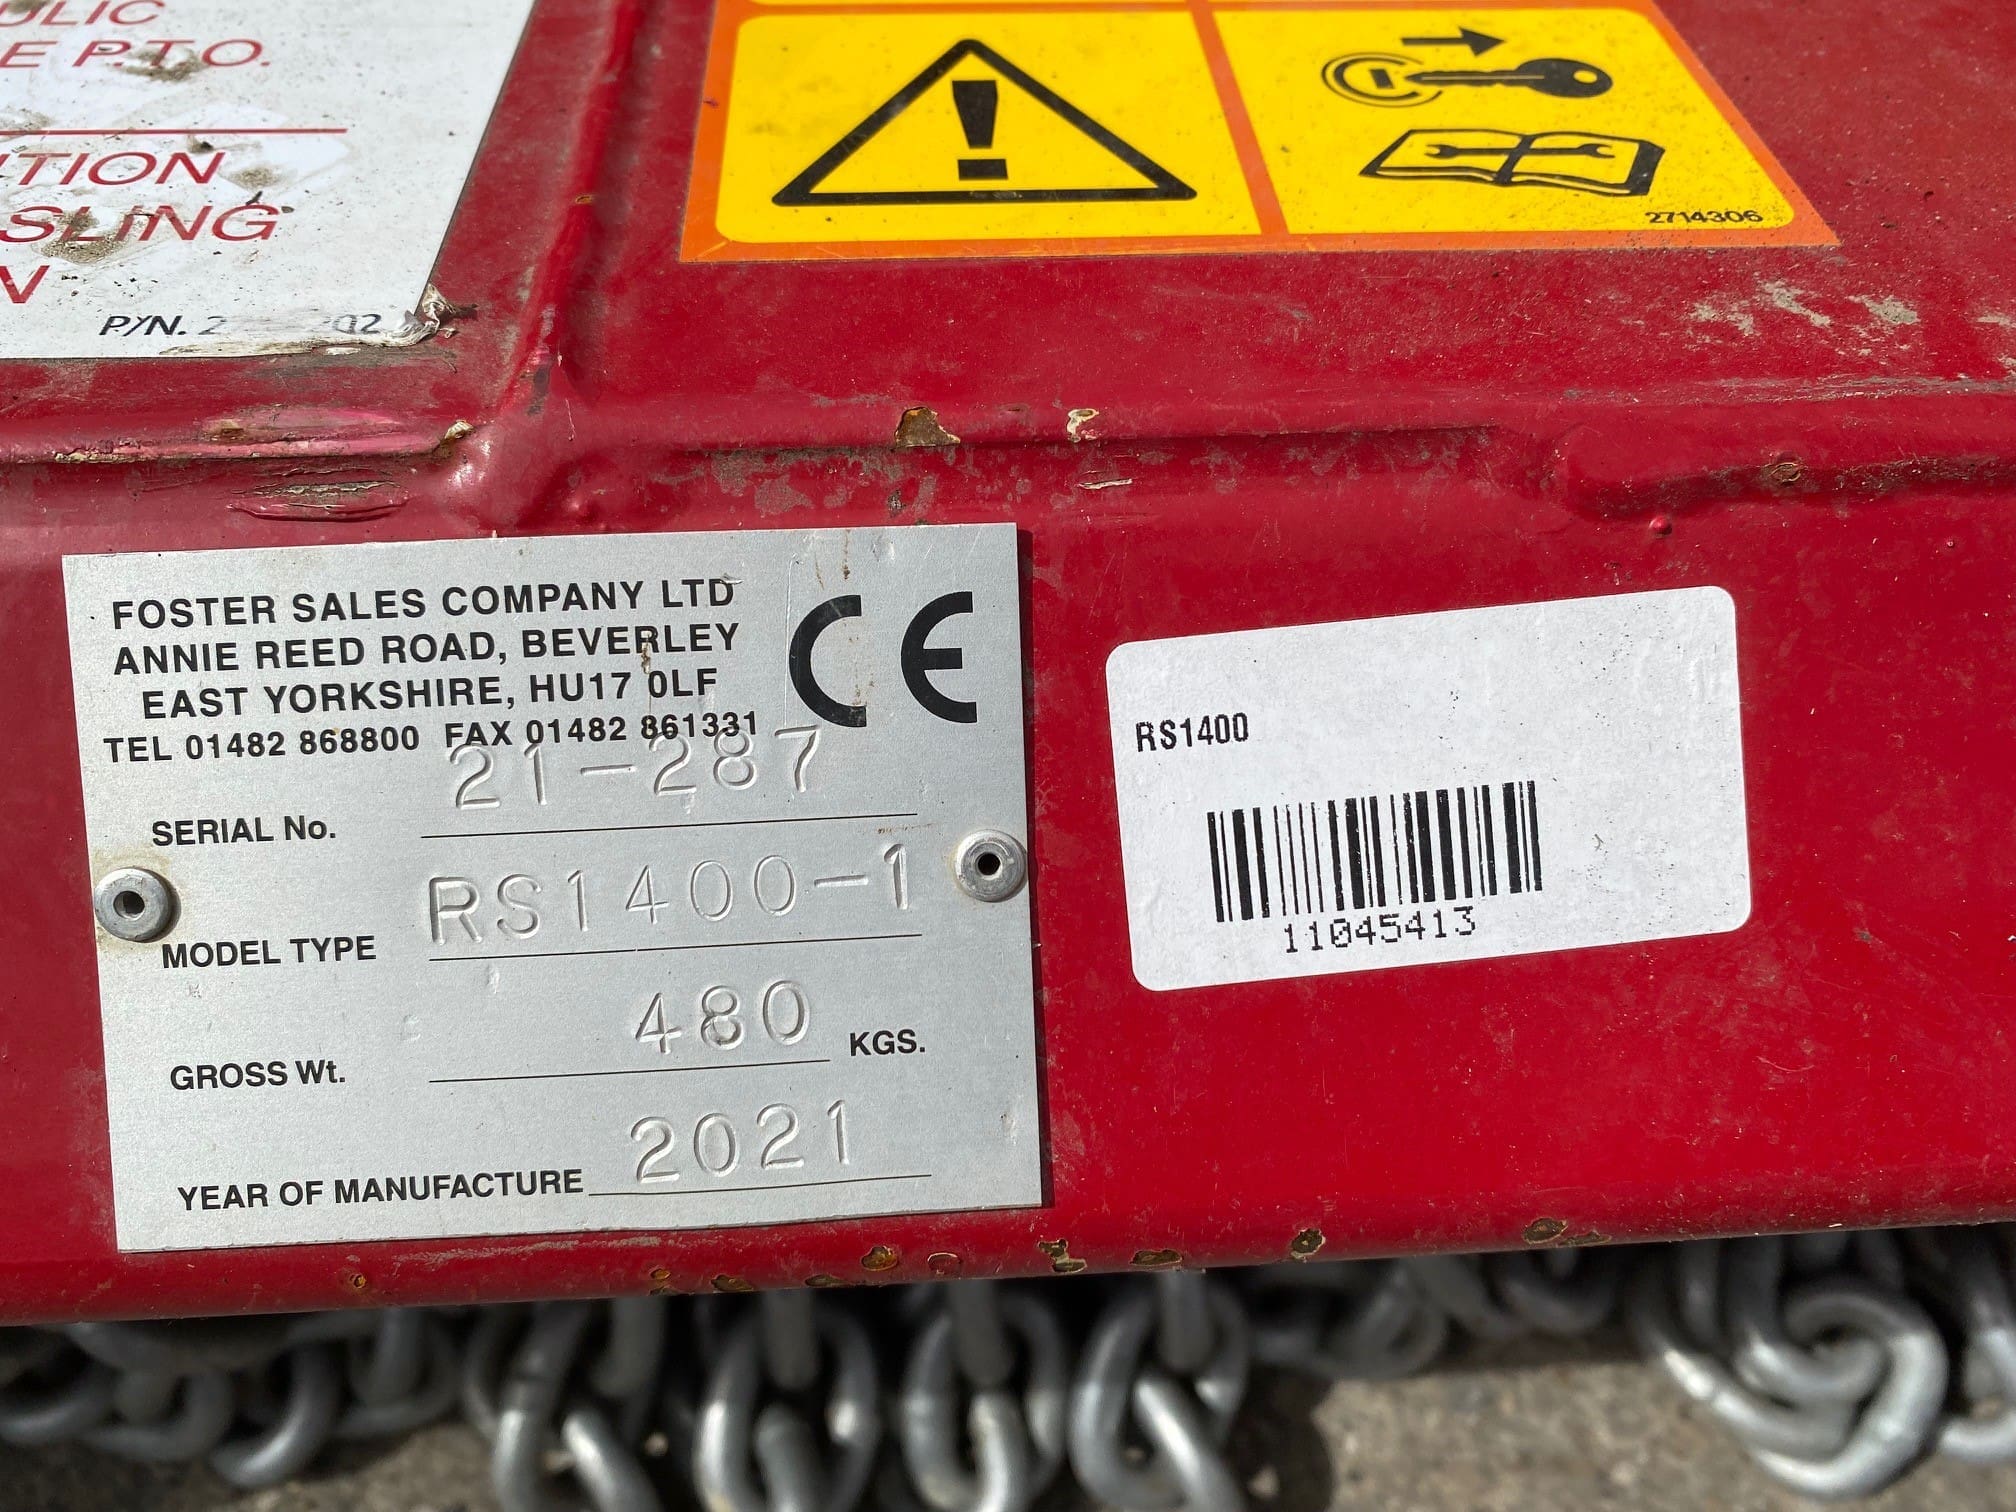 ULIC
E P.T.O.
TION
SLING
P/N.
2714306
FOSTER SALES COMPANY LTD
ANNIE REED ROAD, BEVERLEY
EAST YORKSHIRE, HU17 0LF
TEL 01482 868800 FAX 01482 861331
CE
SERIAL No. 21-287
MODEL TYPE RS1400-1
GROSS Wt. 480 KGS.
YEAR OF MANUFACTURE 2021
RS1400
11045413